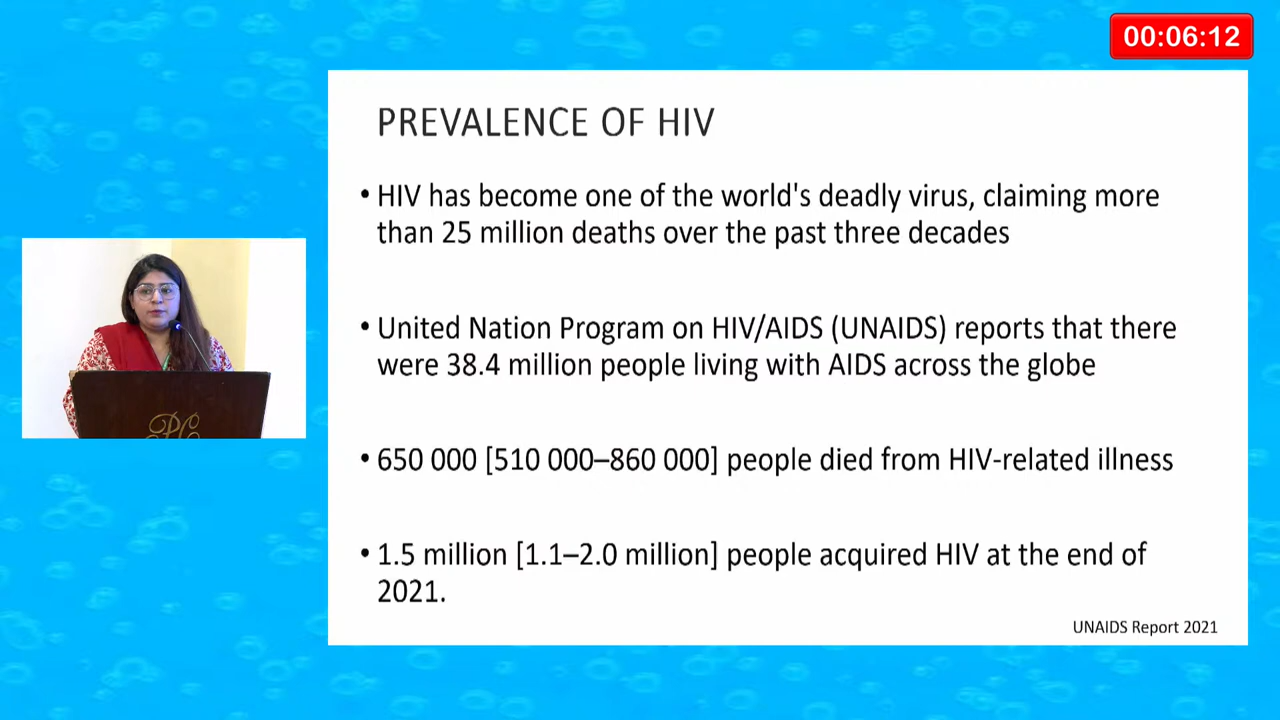 00:06:12
PREVALENCE OF HIV
• HIV has become one of the world's deadly virus, claiming more
than 25 million deaths over the past three decades
• United Nation Program on HIV/AIDS (UNAIDS) reports that there
were 38.4 million people living with AIDS across the globe
• 650 000 [510 000–860 000] people died from HIV-related illness
• 1.5 million [1.1–2.0 million] people acquired HIV at the end of
2021.
UNAIDS Report 2021
PC